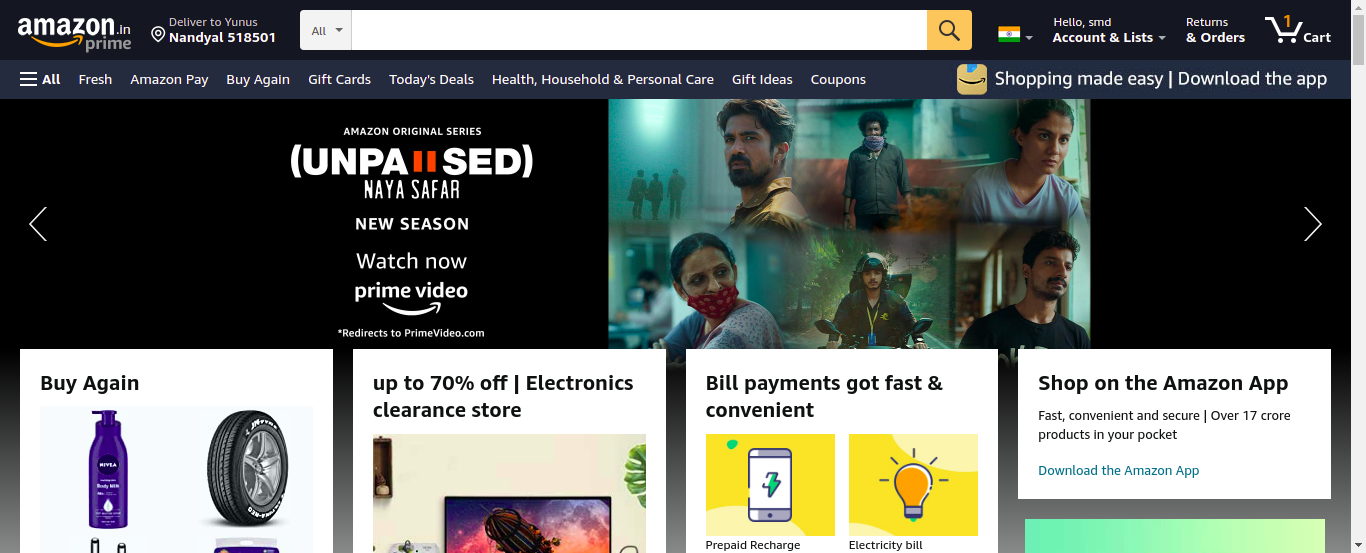 amazon.in
prime
Deliver to Yunus
Nandyal 518501
All
Hello, smd
Account & Lists
Returns
& Orders
1
Cart
All
Fresh
Amazon Pay
Buy Again
Gift Cards
Today's Deals
Health, Household & Personal Care
Gift Ideas
Coupons
Shopping made easy | Download the app
AMAZON ORIGINAL SERIES
(UNPAUSED)
NAYA SAFAR
NEW SEASON
Watch now
prime video
*Redirects to PrimeVideo.com
Buy Again
NIVEA
Body Milk
up to 70% off | Electronics
clearance store
Bill payments got fast &
convenient
Prepaid Recharge
Electricity bill
Shop on the Amazon App
Fast, convenient and secure | Over 17 crore
products in your pocket
Download the Amazon App